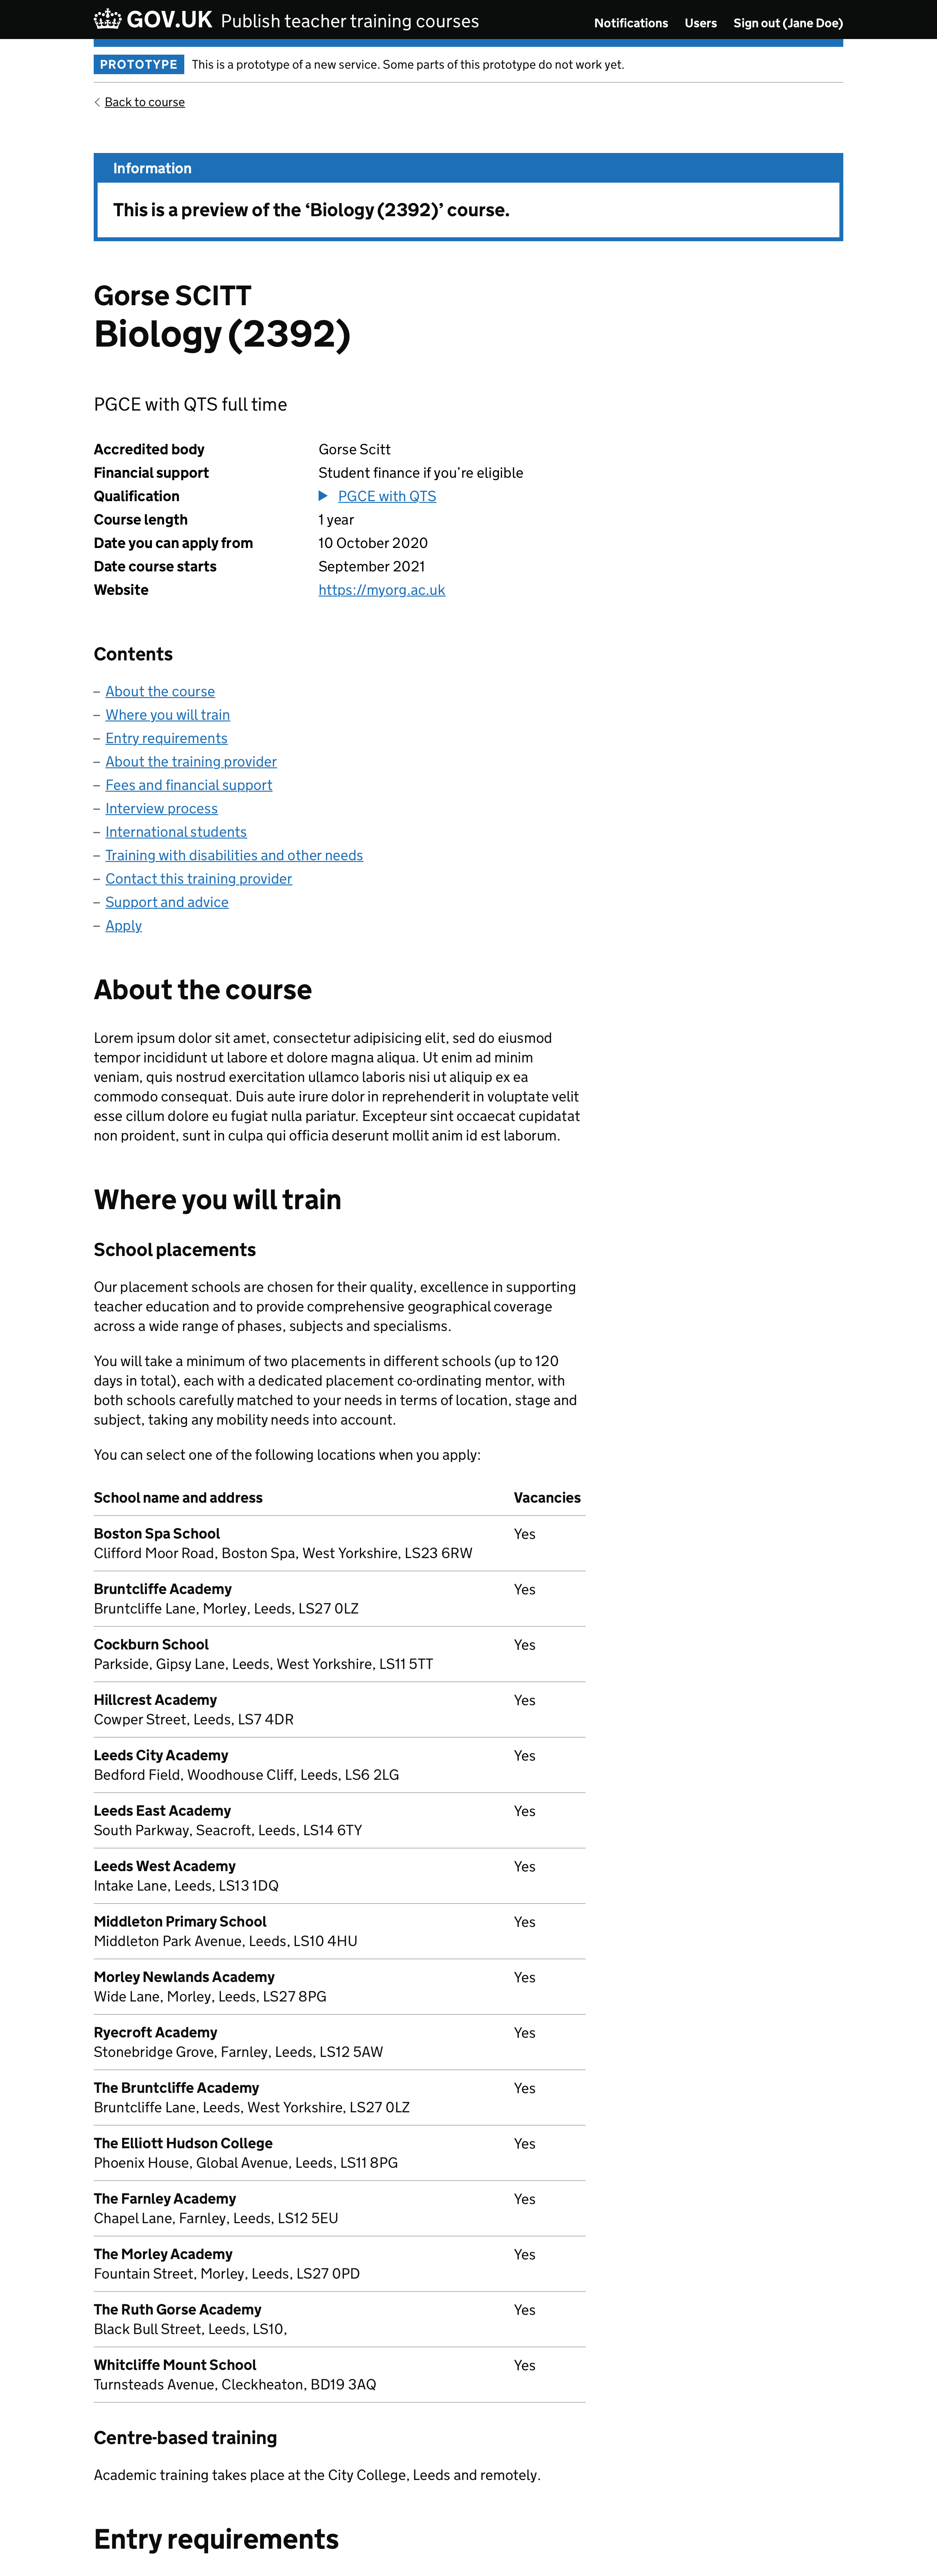 GOV.UK Publish teacher training courses
Notifications Users Sign out (Jane Doe)
PROTOTYPE This is a prototype of a new service. Some parts of this prototype do not work yet.
Back to course
Information
This is a preview of the ‘Biology (2392)’ course.
Gorse SCITT
Biology (2392)
PGCE with QTS full time
Accredited body Gorse Scitt
Financial support Student finance if you’re eligible
Qualification PGCE with QTS
Course length 1 year
Date you can apply from 10 October 2020
Date course starts September 2021
Website https://myorg.ac.uk
Contents
– About the course
– Where you will train
– Entry requirements
– About the training provider
– Fees and financial support
– Interview process
– International students
– Training with disabilities and other needs
– Contact this training provider
– Support and advice
– Apply
About the course
Lorem ipsum dolor sit amet, consectetur adipisicing elit, sed do eiusmod
tempor incididunt ut labore et dolore magna aliqua. Ut enim ad minim
veniam, quis nostrud exercitation ullamco laboris nisi ut aliquip ex ea
commodo consequat. Duis aute irure dolor in reprehenderit in voluptate velit
esse cillum dolore eu fugiat nulla pariatur. Excepteur sint occaecat cupidatat
non proident, sunt in culpa qui officia deserunt mollit anim id est laborum.
Where you will train
School placements
Our placement schools are chosen for their quality, excellence in supporting
teacher education and to provide comprehensive geographical coverage
across a wide range of phases, subjects and specialisms.
You will take a minimum of two placements in different schools (up to 120
days in total), each with a dedicated placement co-ordinating mentor, with
both schools carefully matched to your needs in terms of location, stage and
subject, taking any mobility needs into account.
You can select one of the following locations when you apply:
School name and address Vacancies
Boston Spa School Yes
Clifford Moor Road, Boston Spa, West Yorkshire, LS23 6RW
Bruntcliffe Academy Yes
Bruntcliffe Lane, Morley, Leeds, LS27 0LZ
Cockburn School Yes
Parkside, Gipsy Lane, Leeds, West Yorkshire, LS11 5TT
Hillcrest Academy Yes
Cowper Street, Leeds, LS7 4DR
Leeds City Academy Yes
Bedford Field, Woodhouse Cliff, Leeds, LS6 2LG
Leeds East Academy Yes
South Parkway, Seacroft, Leeds, LS14 6TY
Leeds West Academy Yes
Intake Lane, Leeds, LS13 1DQ
Middleton Primary School Yes
Middleton Park Avenue, Leeds, LS10 4HU
Morley Newlands Academy Yes
Wide Lane, Morley, Leeds, LS27 8PG
Ryecroft Academy Yes
Stonebridge Grove, Farnley, Leeds, LS12 5AW
The Bruntcliffe Academy Yes
Bruntcliffe Lane, Leeds, West Yorkshire, LS27 0LZ
The Elliott Hudson College Yes
Phoenix House, Global Avenue, Leeds, LS11 8PG
The Farnley Academy Yes
Chapel Lane, Farnley, Leeds, LS12 5EU
The Morley Academy Yes
Fountain Street, Morley, Leeds, LS27 0PD
The Ruth Gorse Academy Yes
Black Bull Street, Leeds, LS10,
Whitcliffe Mount School Yes
Turnsteads Avenue, Cleckheaton, BD19 3AQ
Centre-based training
Academic training takes place at the City College, Leeds and remotely.
Entry requirements